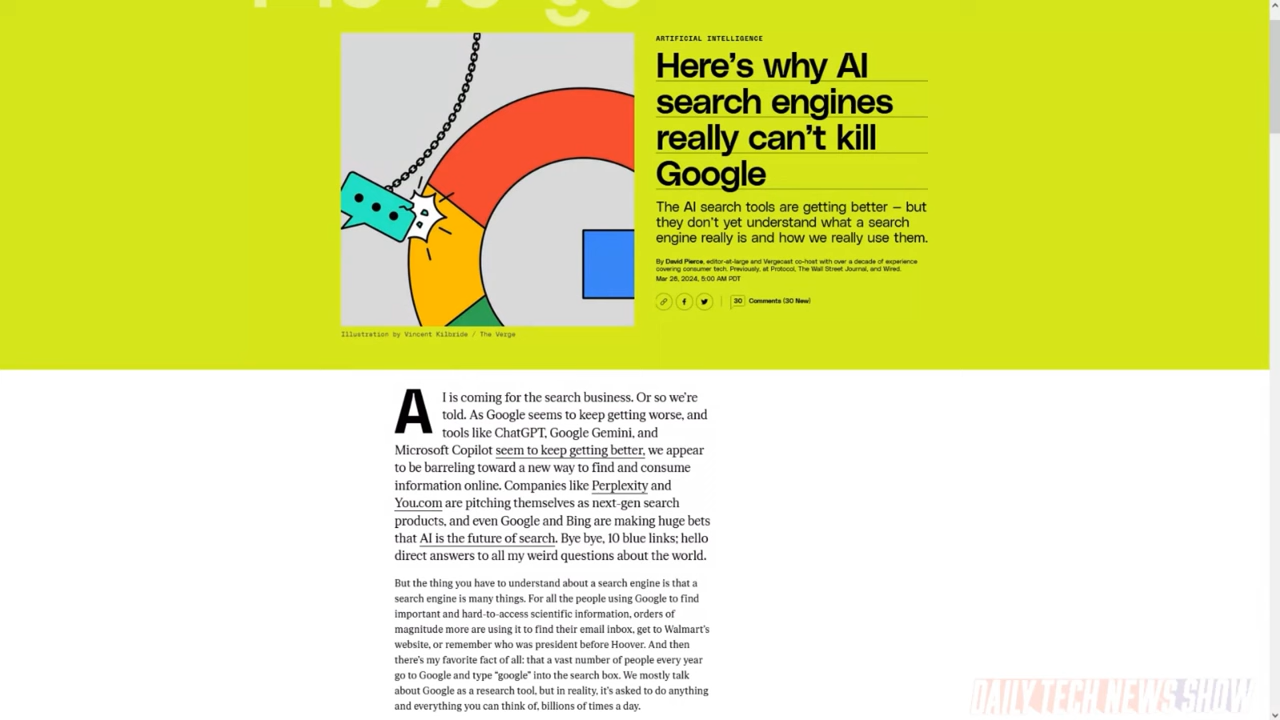 ARTIFICIAL INTELLIGENCE
Here's why AI
search engines
really can't kill
Google
The AI search tools are getting better — but
they don't yet understand what a search
engine really is and how we really use them.
By David Pierce, editor-at-large and Vergecast co-host with over a decade of experience
covering consumer tech. Previously, at Protocol, The Wall Street Journal, and Wired.
Mar 26, 2024, 5:00 AM PDT
30 Comments (30 New)
Illustration by Vincent Kilbride / The Verge
AI is coming for the search business. Or so we're
told. As Google seems to keep getting worse, and
tools like ChatGPT, Google Gemini, and
Microsoft Copilot seem to keep getting better, we appear
to be barreling toward a new way to find and consume
information online. Companies like Perplexity and
You.com are pitching themselves as next-gen search
products, and even Google and Bing are making huge bets
that AI is the future of search. Bye bye, 10 blue links; hello
direct answers to all my weird questions about the world.
But the thing you have to understand about a search engine is that a
search engine is many things. For all the people using Google to find
important and hard-to-access scientific information, orders of
magnitude more are using it to find their email inbox, get to Walmart's
website, or remember who was president before Hoover. And then
there's my favorite fact of all: that a vast number of people every year
go to Google and type "google" into the search box. We mostly talk
about Google as a research tool, but in reality, it's asked to do anything
and everything you can think of, billions of times a day.
DAILY TECH NEWS SHOW